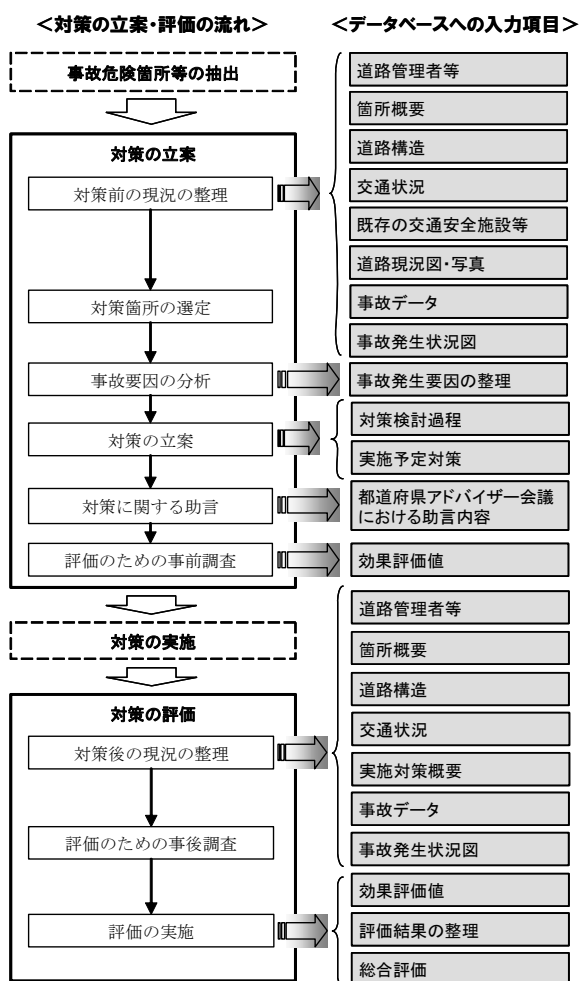 ＜対策の立案・評価の流れ＞
＜データベースへの入力項目＞
事故危険箇所等の抽出
対策の立案
対策前の現況の整理
道路管理者等
箇所概要
道路構造
交通状況
既存の交通安全施設等
道路現況図・写真
事故データ
事故発生状況図
対策箇所の選定
事故要因の分析
事故発生要因の整理
対策の立案
対策検討過程
実施予定対策
対策に関する助言
都道府県アドバイザー会議
における助言内容
評価のための事前調査
効果評価値
対策の実施
対策の評価
対策後の現況の整理
道路管理者等
箇所概要
道路構造
交通状況
実施対策概要
事故データ
事故発生状況図
評価のための事後調査
評価の実施
効果評価値
評価結果の整理
総合評価